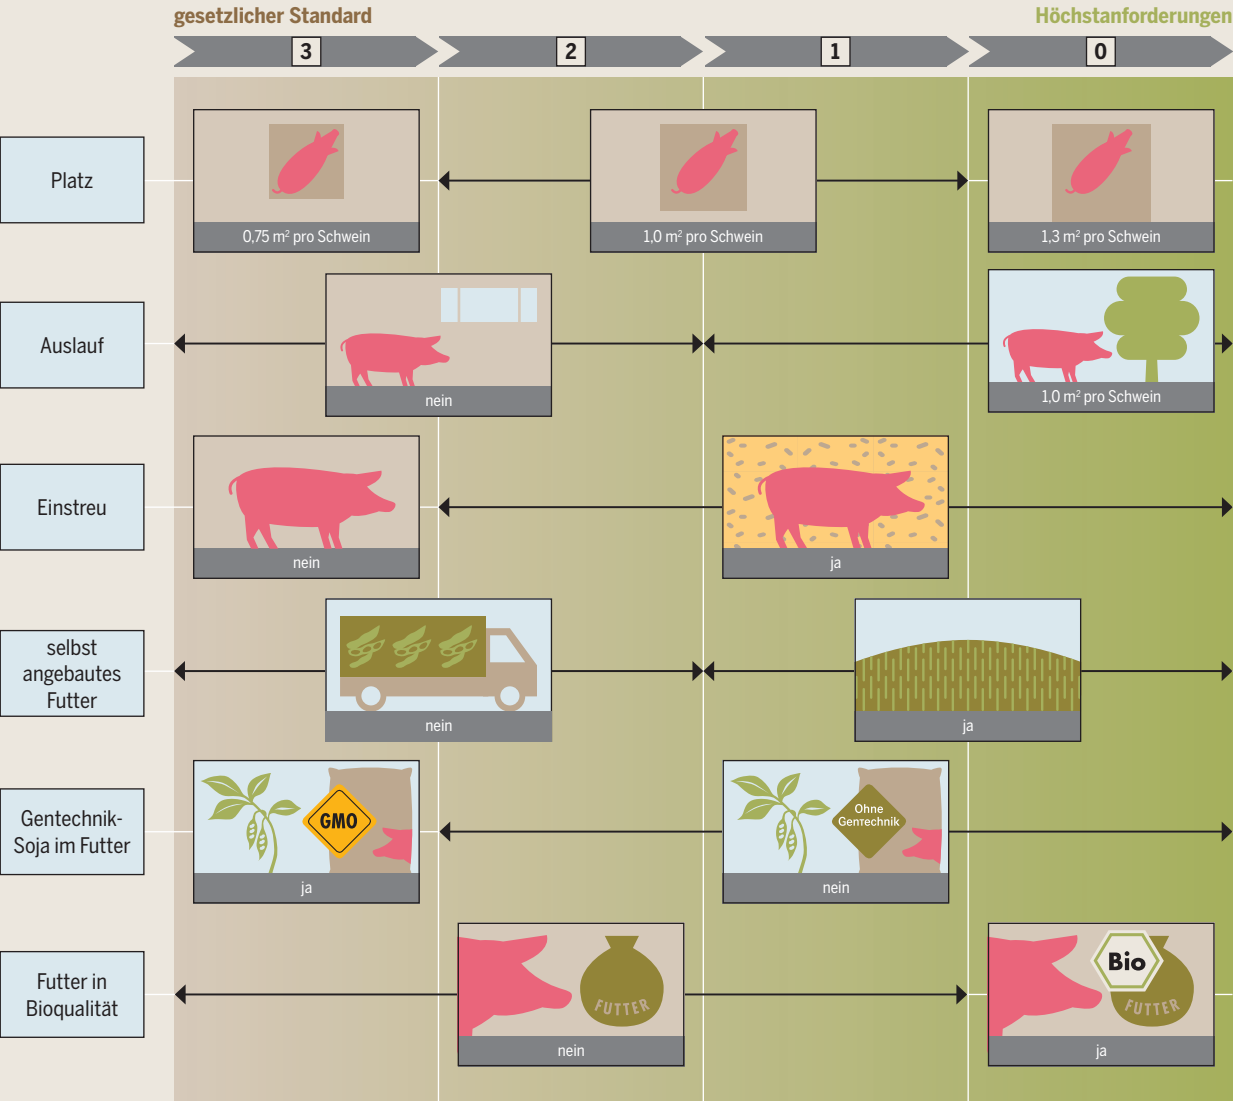 gesetzlicher Standard
Höchstanforderungen
3
2
1
0
Platz
0,75 m² pro Schwein
1,0 m² pro Schwein
1,3 m² pro Schwein
Auslauf
nein
1,0 m² pro Schwein
Einstreu
nein
ja
selbst
angebautes
Futter
nein
ja
Gentechnik-
Soja im Futter
GMO
ja
Ohne
Gentechnik
nein
Futter in
Bioqualität
FUTTER
nein
Bio
FUTTER
ja